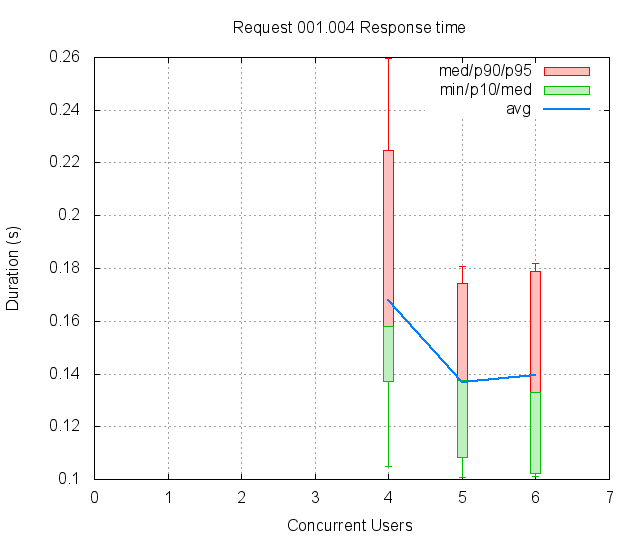 Request 001.004 Response time
med/p90/p95
min/p10/med
avg
0.26
0.24
0.22
0.2
0.18
0.16
0.14
0.12
0.1
Duration (s)
0 1 2 3 4 5 6 7
Concurrent Users